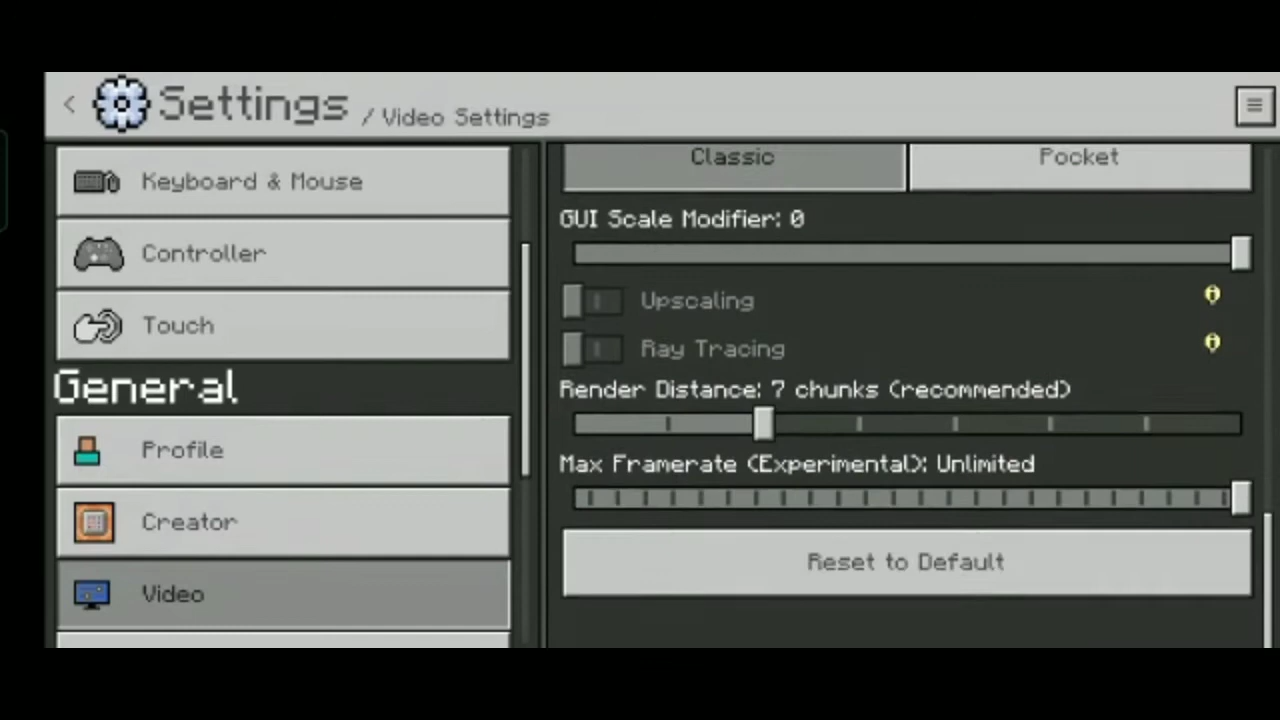 Settings / Video Settings
Keyboard & Mouse
Controller
Touch
General
Profile
Creator
Video
Classic
Pocket
GUI Scale Modifier: 0
Upscaling
Ray Tracing
Render Distance: 7 chunks (recommended)
Max Framerate (Experimental): Unlimited
Reset to Default